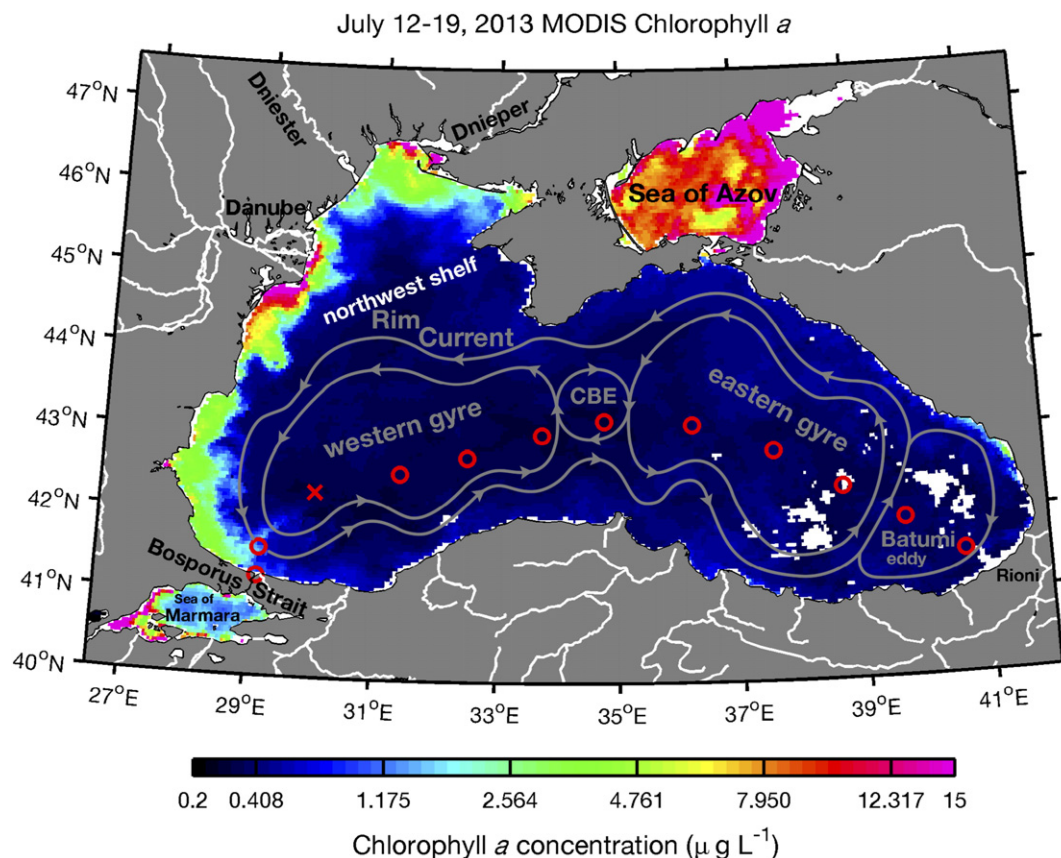 July 12-19, 2013 MODIS Chlorophyll a
47°N
46°N
45°N
44°N
43°N
42°N
41°N
40°N
Dniester
Dnieper
Danube
Sea of Azov
northwest shelf
Rim
Current
CBE
western gyre
eastern gyre
Batumi
eddy
Rioni
Bosporus
Strait
Sea of
Marmara
27°E
29°E
31°E
33°E
35°E
37°E
39°E
41°E
0.2
0.408
1.175
2.564
4.761
7.950
12.317
15
Chlorophyll a concentration (μ g L⁻¹)